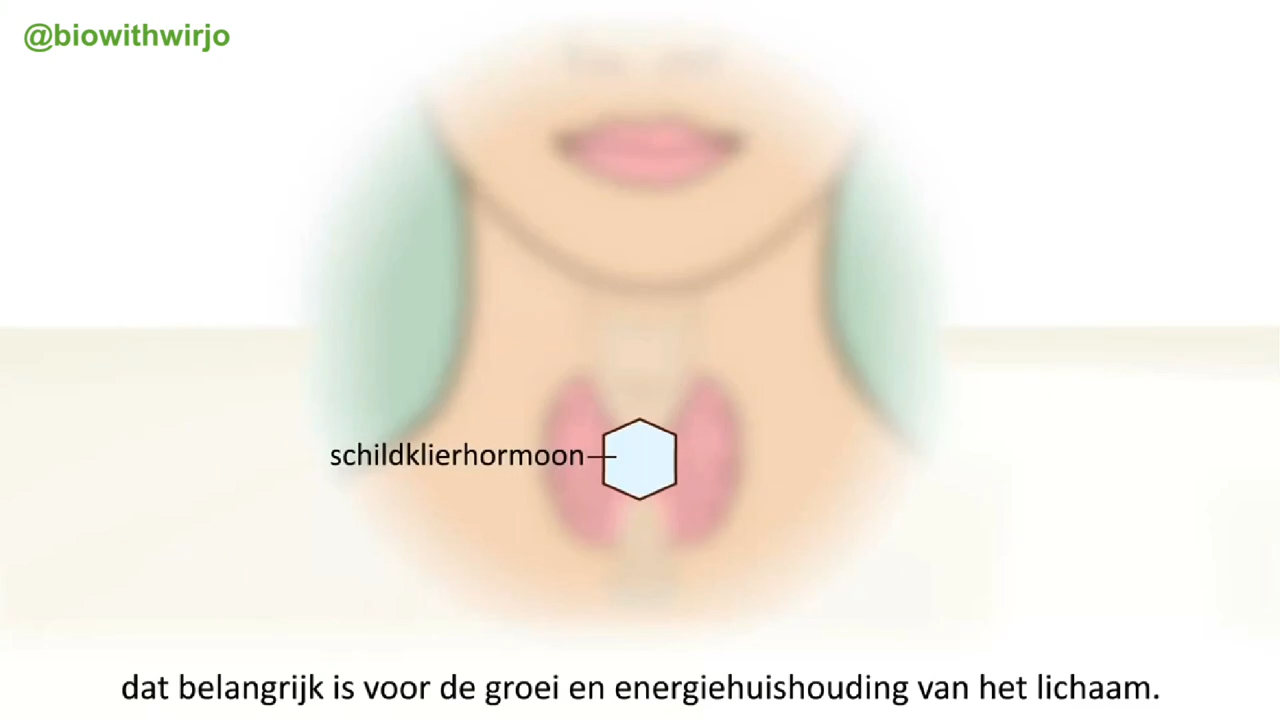 @biowithwirjo
schildklierhormoon
dat belangrijk is voor de groei en energiehuishouding van het lichaam.